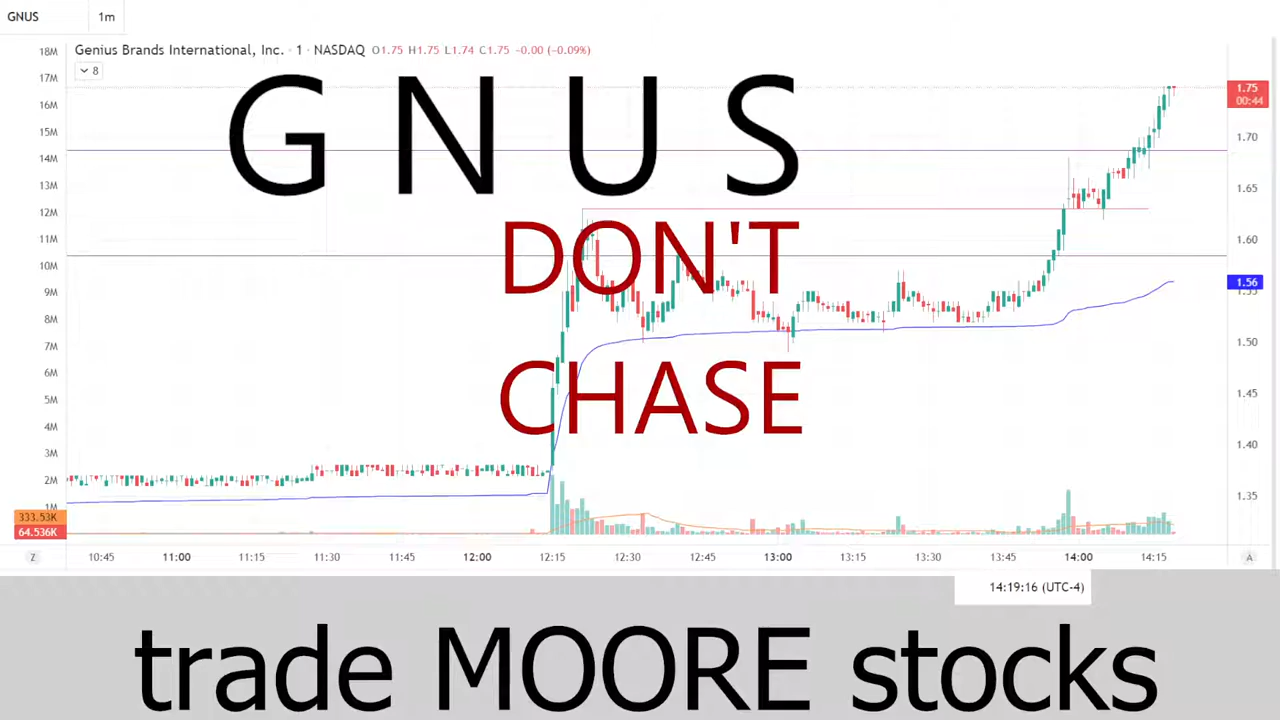 GNUS 1m
18M Genius Brands International, Inc. · 1 · NASDAQ O1.75 H1.75 L1.74 C1.75 −0.00 (−0.09%)
8
17M
G N U S
1.75
00:44
16M
15M
1.70
14M
13M
1.65
12M
DON'T
11M
1.60
10M
9M
1.56
8M
1.50
7M
6M
CHASE
5M
1.45
4M
1.40
3M
2M
1.35
1M
333.53K
64.536K
Z 10:45 11:00 11:15 11:30 11:45 12:00 12:15 12:30 12:45 13:00 13:15 13:30 13:45 14:00 14:15 A
14:19:16 (UTC-4)
trade MOORE stocks